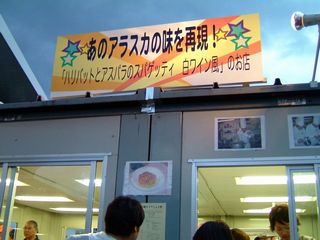 あのアラスカの味を再現！
「ハリバットとアスパラのスパゲッティ 白ワイン風」のお店